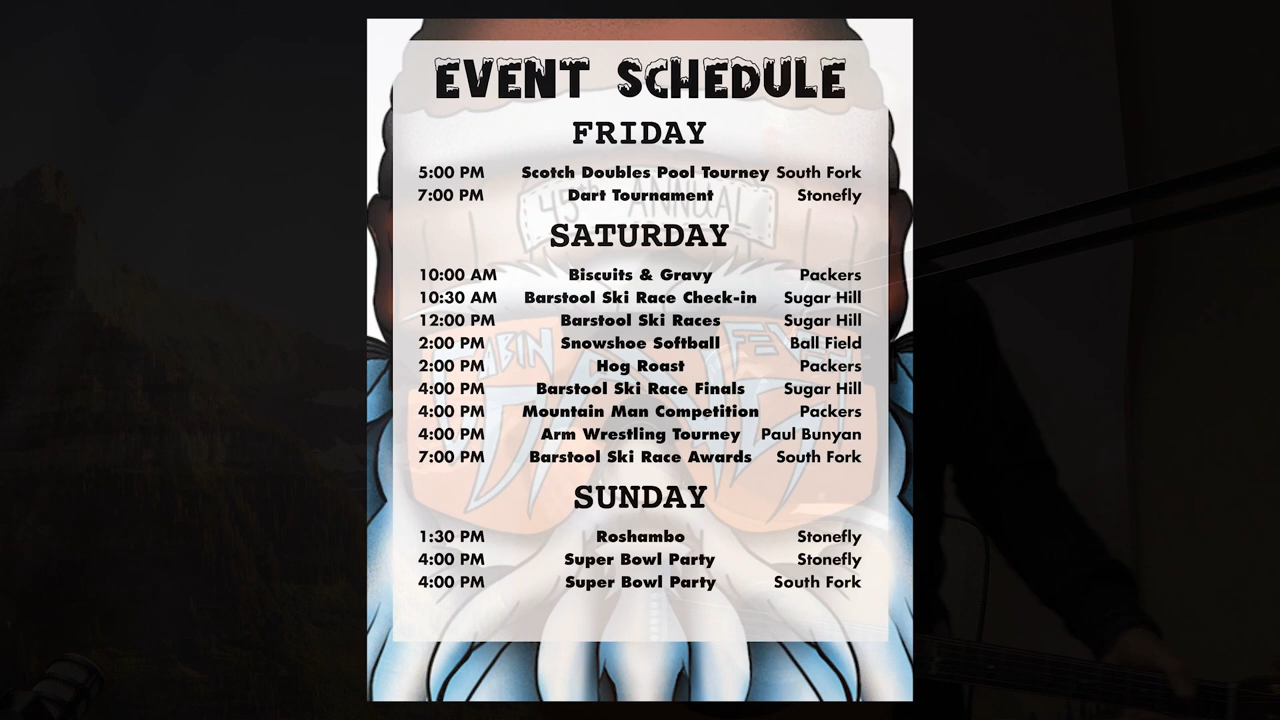 EVENT SCHEDULE
FRIDAY
5:00 PM Scotch Doubles Pool Tourney South Fork
7:00 PM Dart Tournament Stonefly
45th ANNUAL
SATURDAY
10:00 AM Biscuits & Gravy Packers
10:30 AM Barstool Ski Race Check-in Sugar Hill
12:00 PM Barstool Ski Races Sugar Hill
2:00 PM Snowshoe Softball Ball Field
2:00 PM Hog Roast Packers
4:00 PM Barstool Ski Race Finals Sugar Hill
4:00 PM Mountain Man Competition Packers
4:00 PM Arm Wrestling Tourney Paul Bunyan
7:00 PM Barstool Ski Race Awards South Fork
CABIN FEVER
SUNDAY
1:30 PM Roshambo Stonefly
4:00 PM Super Bowl Party Stonefly
4:00 PM Super Bowl Party South Fork